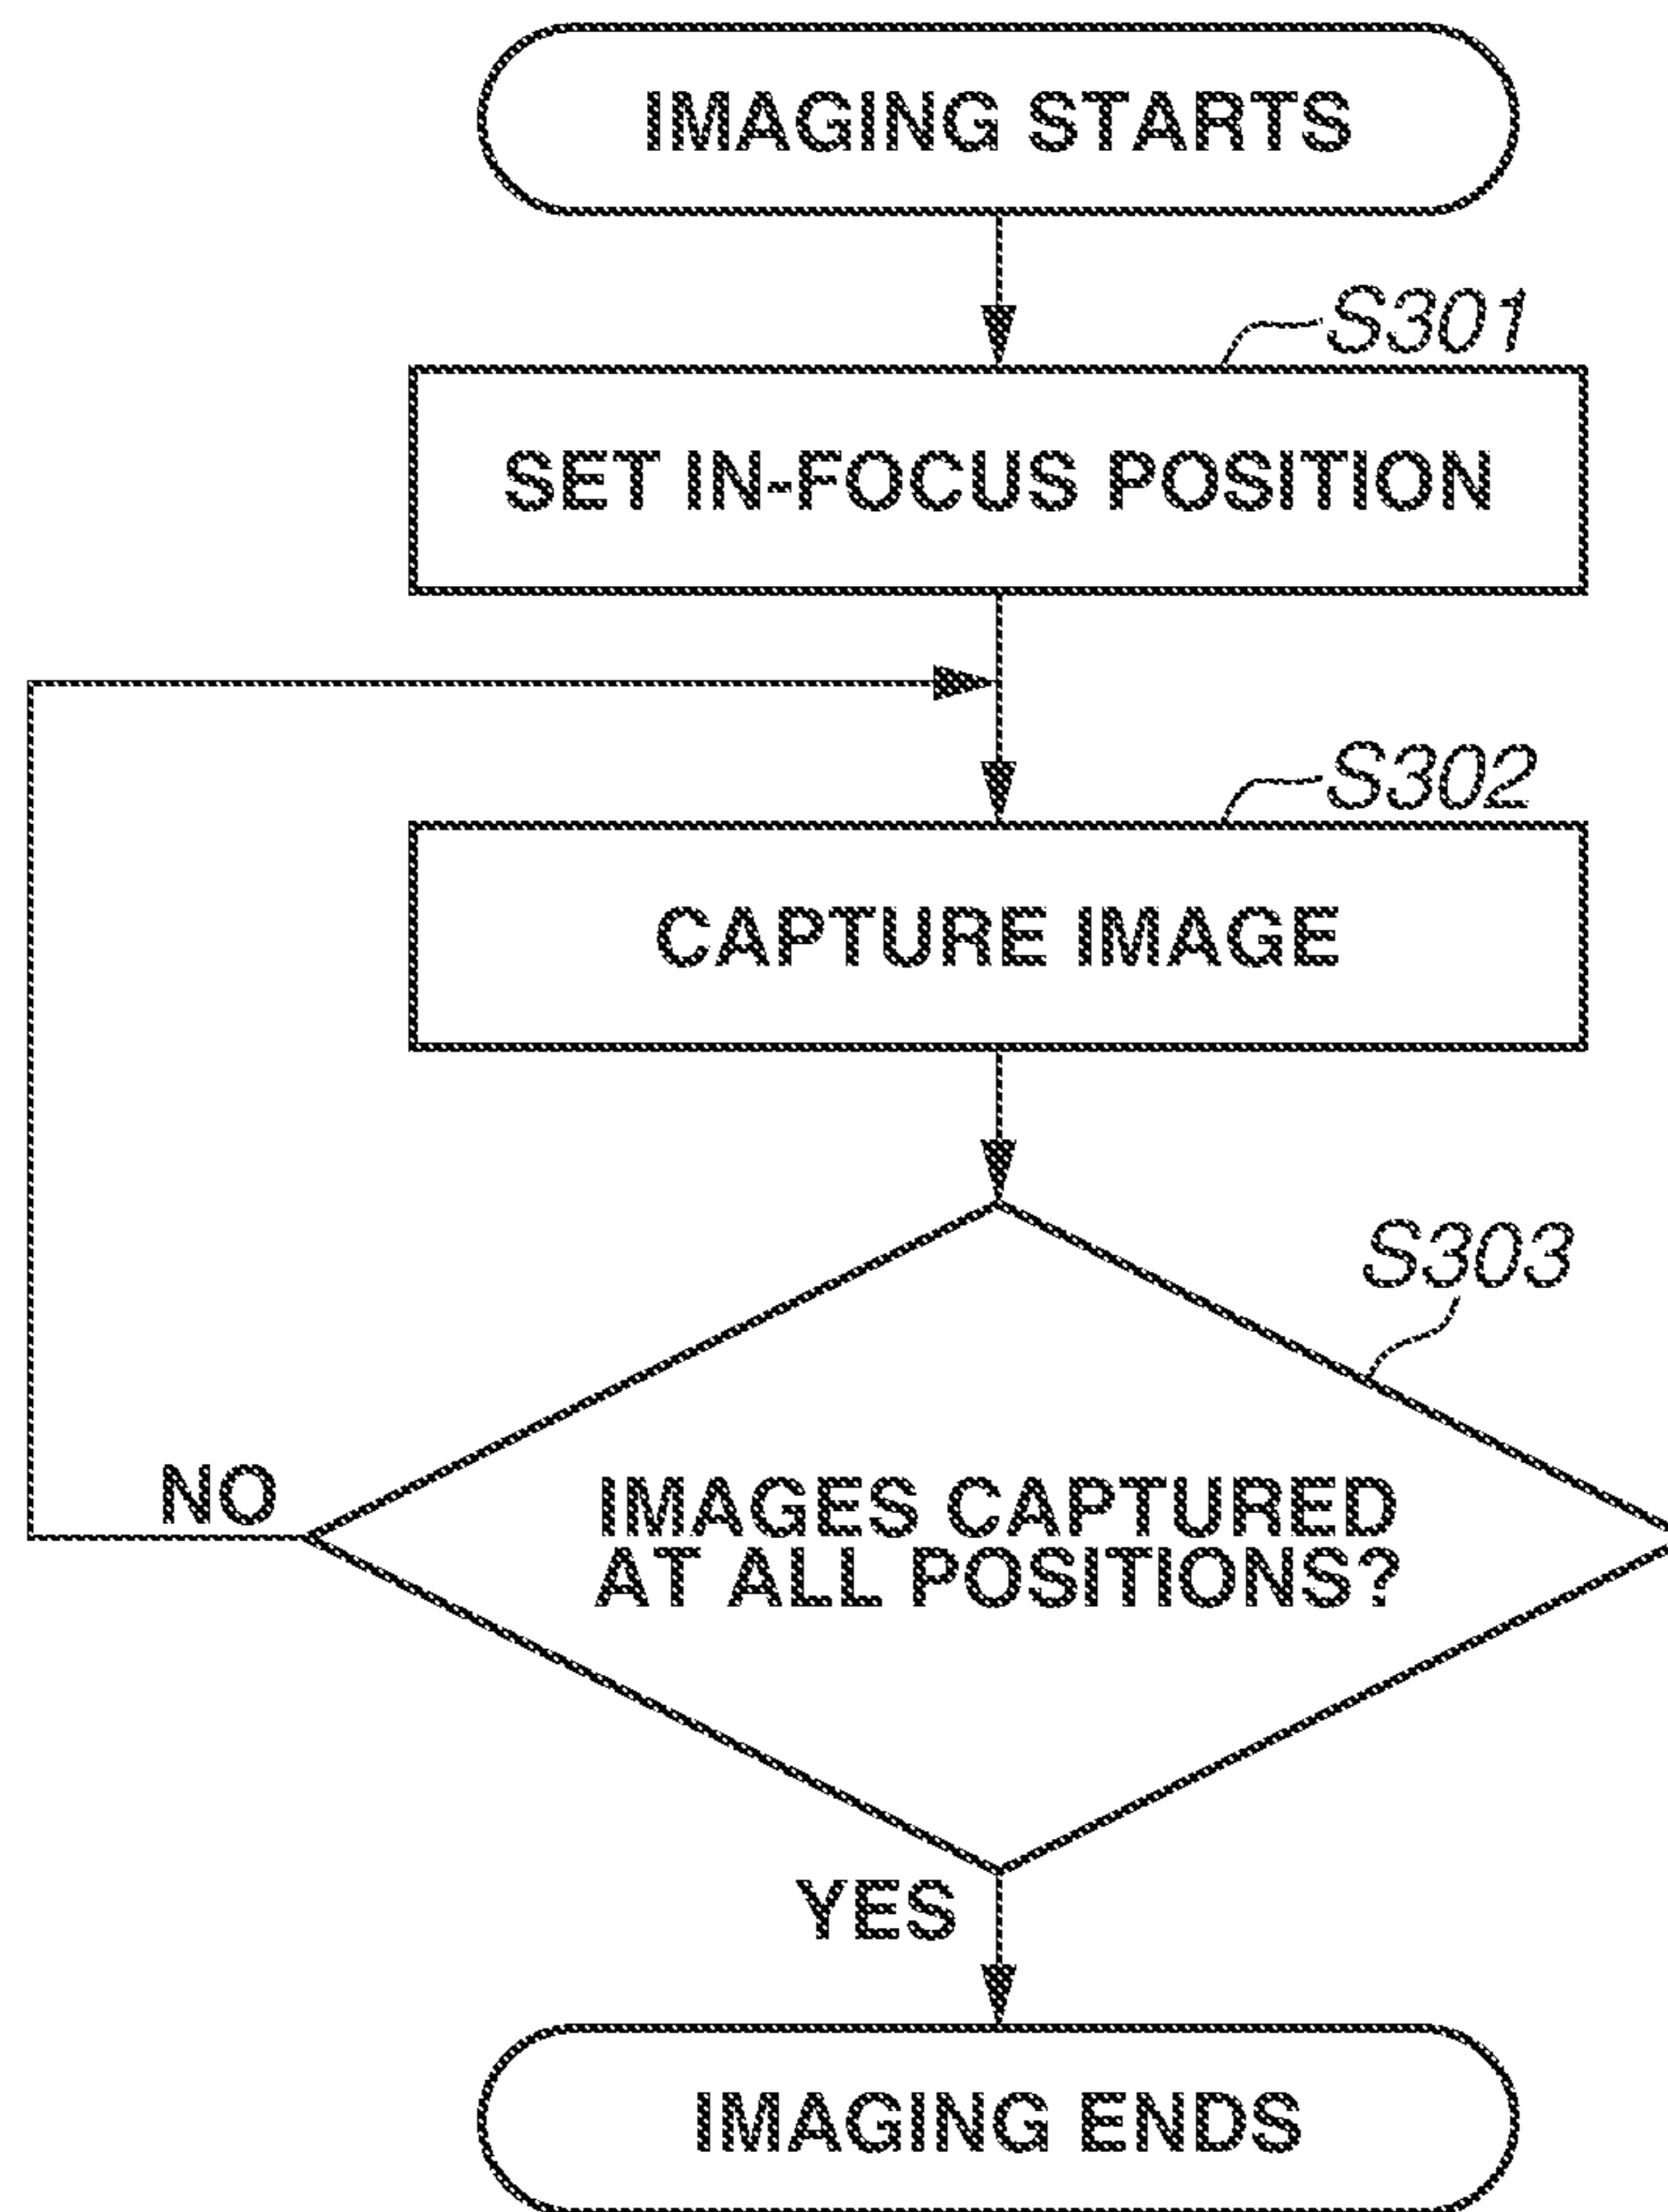 IMAGING STARTS
S301
SET IN-FOCUS POSITION
S302
CAPTURE IMAGE
S303
NO
IMAGES CAPTURED
AT ALL POSITIONS?
YES
IMAGING ENDS